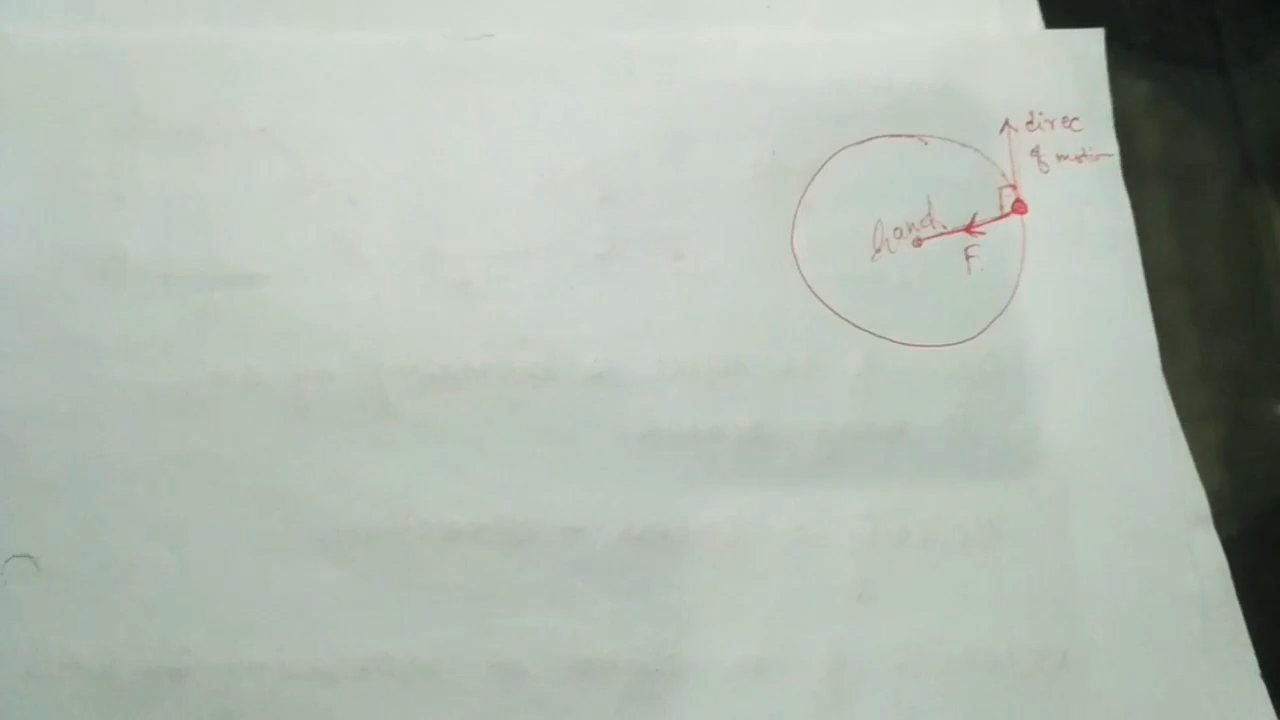 direc
of motion
hand
F.